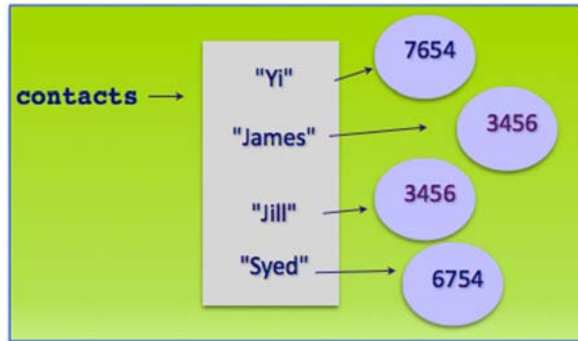 7654
"Yi"
contacts
3456
"James"
3456
"Jill"
"Syed"
6754